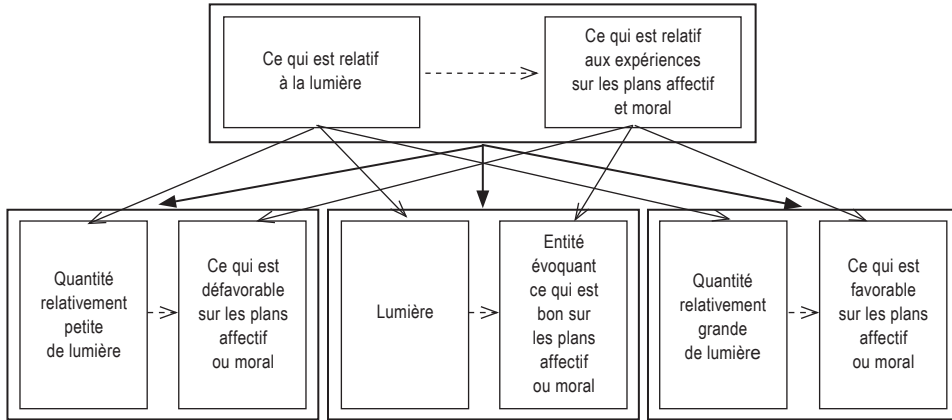 Ce qui est relatif
à la lumière
Ce qui est relatif
aux expériences
sur les plans affectif
et moral
Quantité
relativement
petite
de lumière
Ce qui est
défavorable
sur les plans
affectif
ou moral
Lumière
Entité
évoquant
ce qui est
bon sur
les plans
affectif
ou moral
Quantité
relativement
grande
de lumière
Ce qui est
favorable
sur les plans
affectif
ou moral